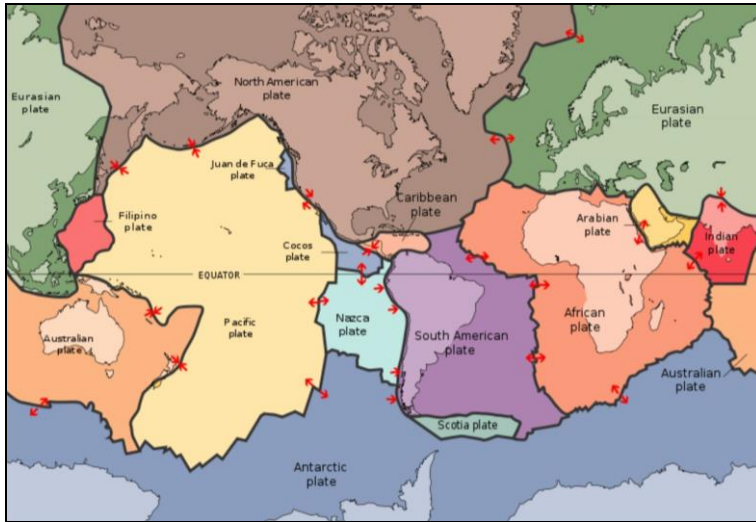 North American
plate
Eurasian
plate
Eurasian
plate
Juan de Fuca
plate
Caribbean
plate
Filipino
plate
Arabian
plate
Indian
plate
Cocos
plate
EQUATOR
Australian
plate
Pacific
plate
Nazca
plate
South American
plate
African
plate
Australian
plate
Scotia plate
Antarctic
plate